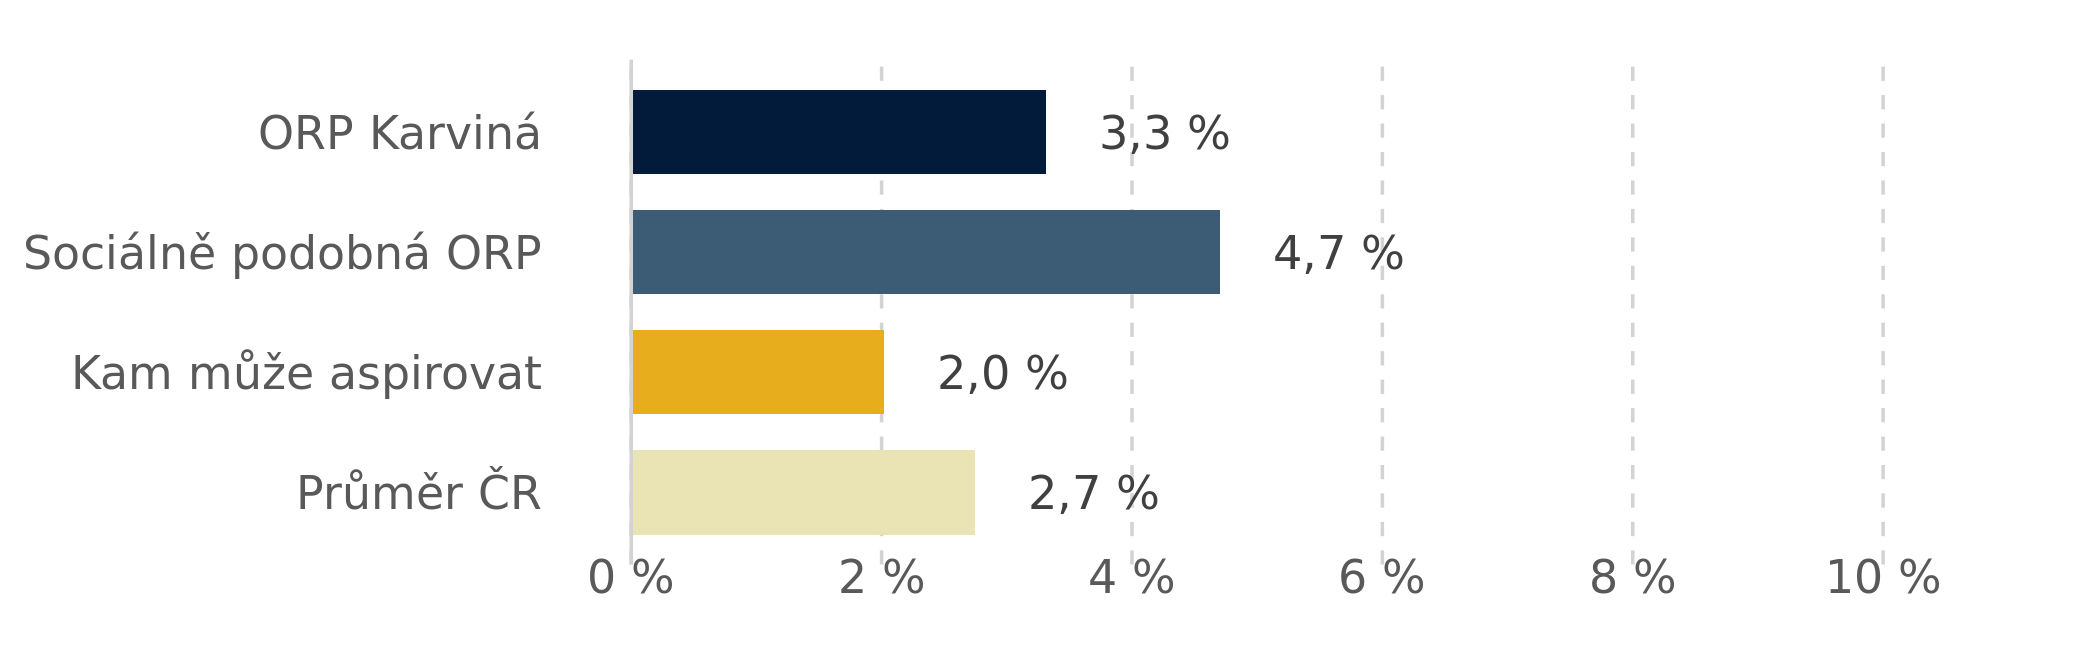 ORP Karviná 3,3 %
Sociálně podobná ORP 4,7 %
Kam může aspirovat 2,0 %
Průměr ČR 2,7 %
0 % 2 % 4 % 6 % 8 % 10 %